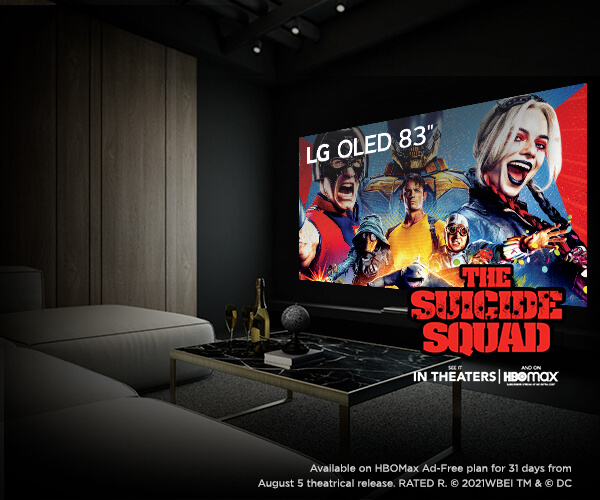 LG OLED 83"
THE
SUICIDE
SQUAD
SEE IT
IN THEATERS
AND ON
HBOmax
Available on HBOMax Ad-Free plan for 31 days from
August 5 theatrical release. RATED R. © 2021WBEI TM & © DC